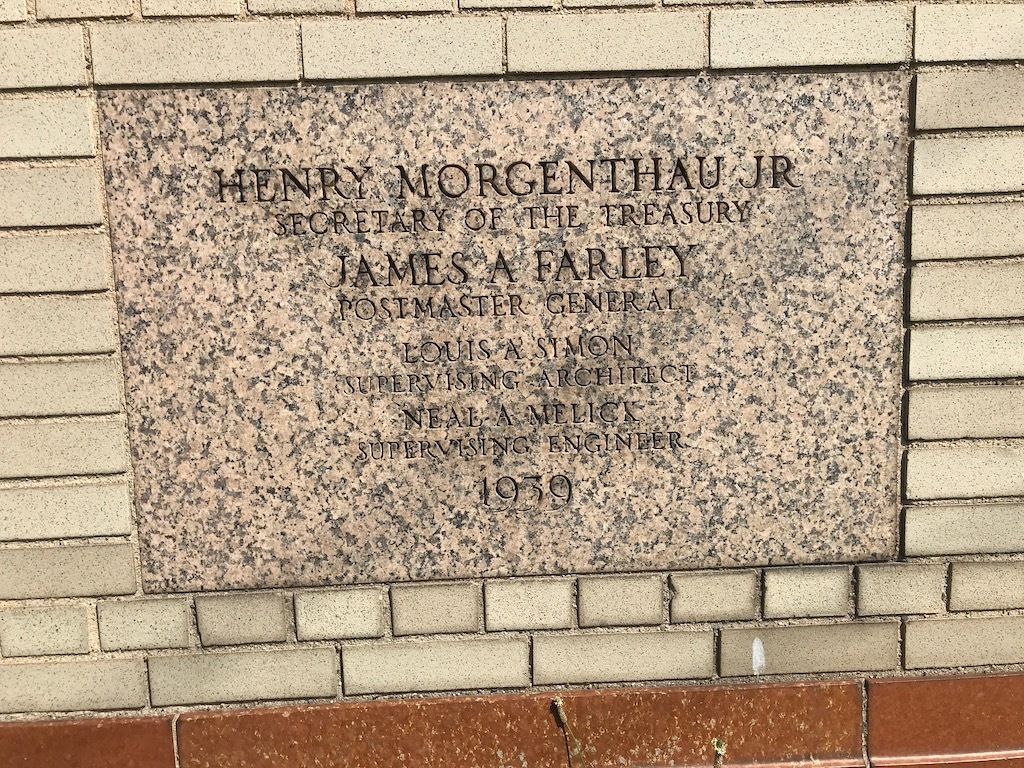 HENRY MORGENTHAU JR
SECRETARY OF THE TREASURY
JAMES A FARLEY
POSTMASTER GENERAL
LOUIS A SIMON
SUPERVISING ARCHITECT
NEAL A MELICK
SUPERVISING ENGINEER
1939